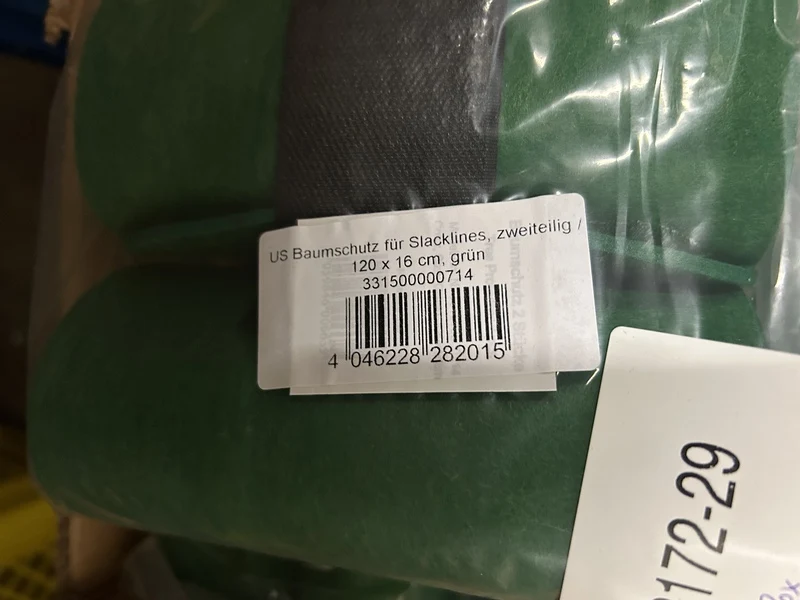 US Baumschutz für Slacklines, zweiteilig /
120 x 16 cm, grün
331500000714
4 046228 282015
172-29